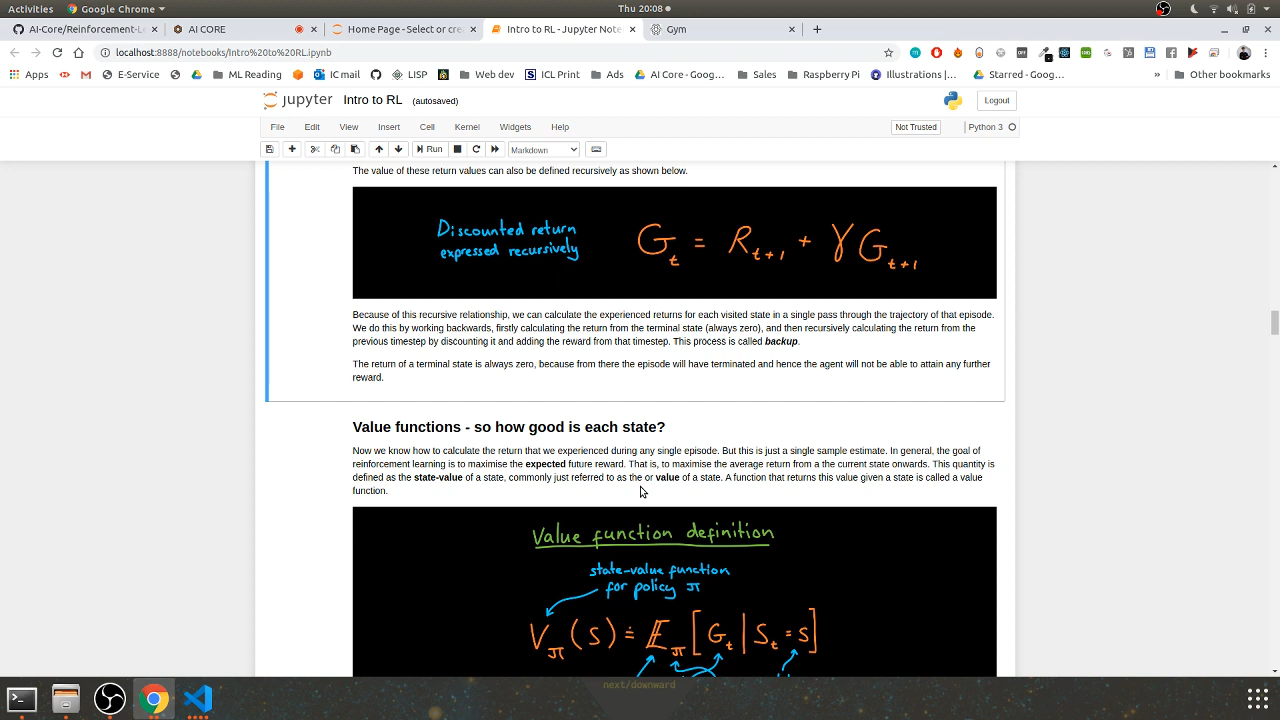 Activities
Google Chrome
Thu 20:08
AI-Core/Reinforcement-L
AI CORE
Home Page - Select or cre
Intro to RL - Jupyter Note
Gym
localhost:8888/notebooks/Intro%20to%20RL.ipynb
Apps
E-Service
ML Reading
IC mail
LISP
Web dev
ICL Print
Ads
AI Core - Goog...
Sales
Raspberry Pi
Illustrations |...
Starred - Goog...
»
Other bookmarks
jupyter Intro to RL (autosaved)
Logout
File Edit View Insert Cell Kernel Widgets Help
Not Trusted
Python 3
Run
Markdown
The value of these return values can also be defined recursively as shown below.
Discounted return
expressed recursively
G_t = R_{t+1} + γ G_{t+1}
Because of this recursive relationship, we can calculate the experienced returns for each visited state in a single pass through the trajectory of that episode.
We do this by working backwards, firstly calculating the return from the terminal state (always zero), and then recursively calculating the return from the
previous timestep by discounting it and adding the reward from that timestep. This process is called backup.
The return of a terminal state is always zero, because from there the episode will have terminated and hence the agent will not be able to attain any further
reward.
Value functions - so how good is each state?
Now we know how to calculate the return that we experienced during any single episode. But this is just a single sample estimate. In general, the goal of
reinforcement learning is to maximise the expected future reward. That is, to maximise the average return from a the current state onwards. This quantity is
defined as the state-value of a state, commonly just referred to as the or value of a state. A function that returns this value given a state is called a value
function.
Value function definition
state-value function
for policy π
V_π(s) ≐ 𝔼_π[G_t | S_t = s]
next/downward